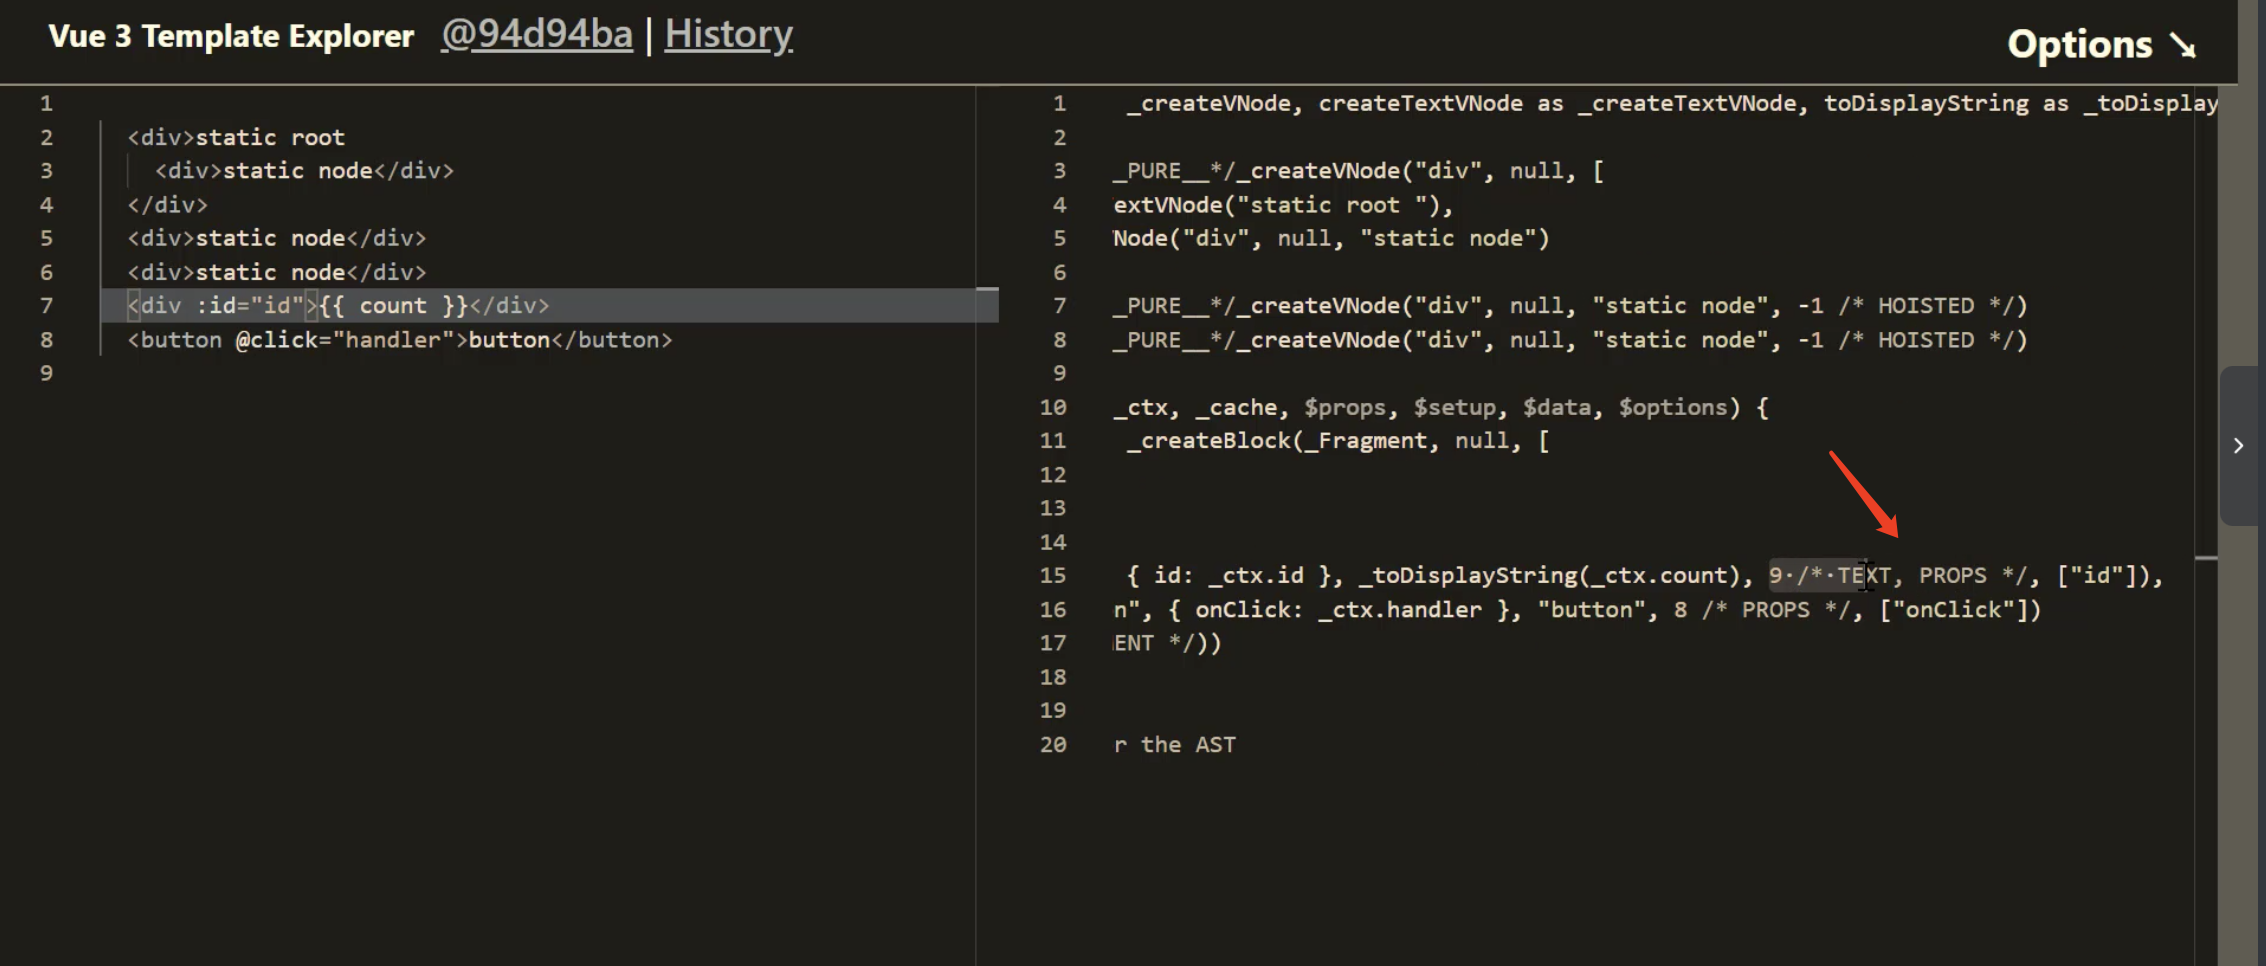 Vue 3 Template Explorer @94d94ba | History
Options ↘
1
2 <div>static root
3 <div>static node</div>
4 </div>
5 <div>static node</div>
6 <div>static node</div>
7 <div :id="id">{{ count }}</div>
8 <button @click="handler">button</button>
9
1 _createVNode, createTextVNode as _createTextVNode, toDisplayString as _toDisplay
2
3 _PURE__*/_createVNode("div", null, [
4 extVNode("static root "),
5 Node("div", null, "static node")
6
7 _PURE__*/_createVNode("div", null, "static node", -1 /* HOISTED */)
8 _PURE__*/_createVNode("div", null, "static node", -1 /* HOISTED */)
9
10 _ctx, _cache, $props, $setup, $data, $options) {
11 _createBlock(_Fragment, null, [
12
13
14
15 { id: _ctx.id }, _toDisplayString(_ctx.count), 9·/*·TEXT, PROPS */, ["id"]),
16 n", { onClick: _ctx.handler }, "button", 8 /* PROPS */, ["onClick"])
17 ENT */))
18
19
20 r the AST